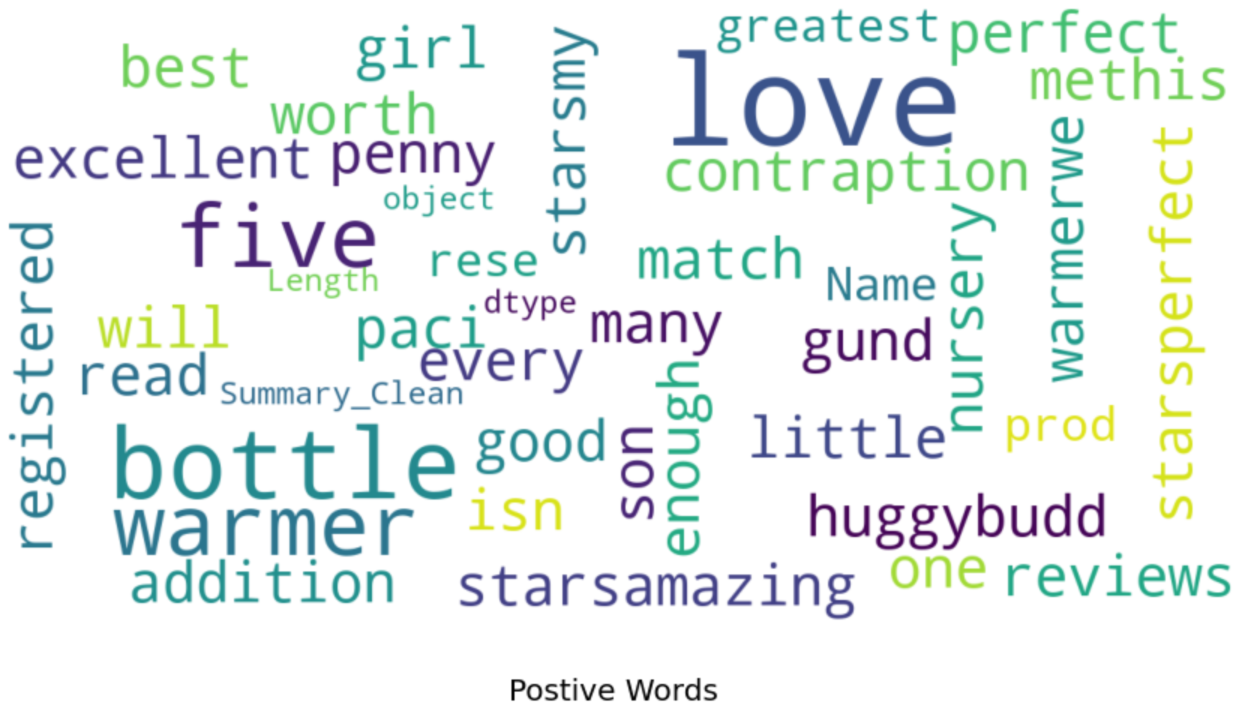 greatest
perfect
best
girl
starsmy
love
methis
worth
excellent
penny
contraption
warmerwe
starsperfect
object
five
rese
match
nursery
Name
Length
dtype
registered
will
paci
many
gund
every
read
Summary_Clean
enough
little
prod
bottle
good
son
isn
huggybudd
warmer
addition
starsamazing
one
reviews
Postive Words